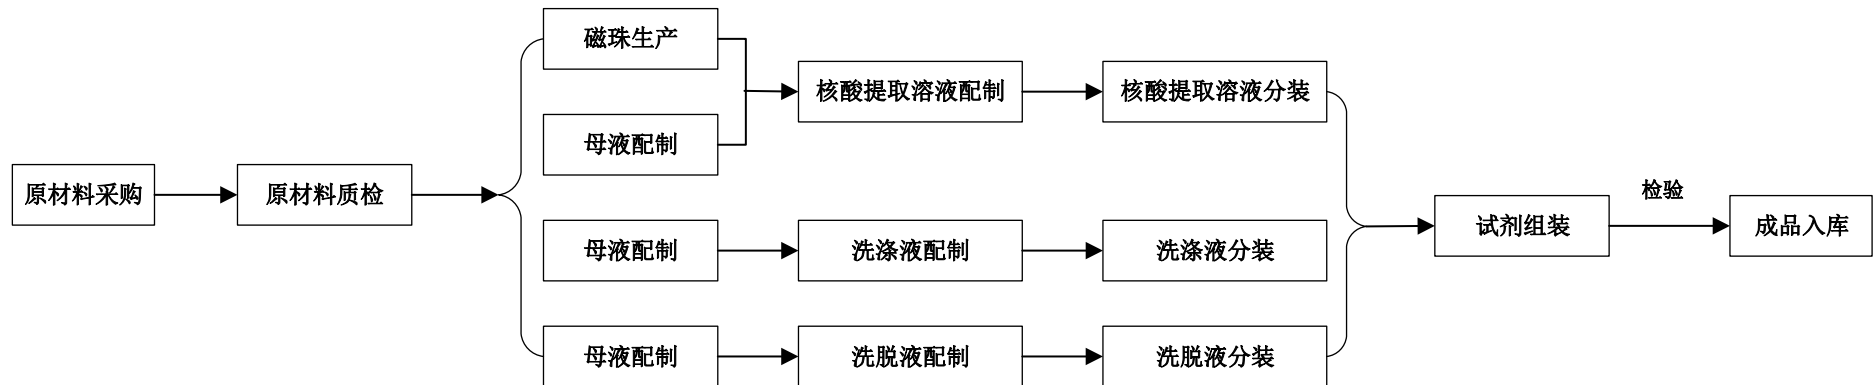 磁珠生产
核酸提取溶液配制
核酸提取溶液分装
母液配制
原材料采购
原材料质检
检验
母液配制
洗涤液配制
洗涤液分装
试剂组装
成品入库
母液配制
洗脱液配制
洗脱液分装